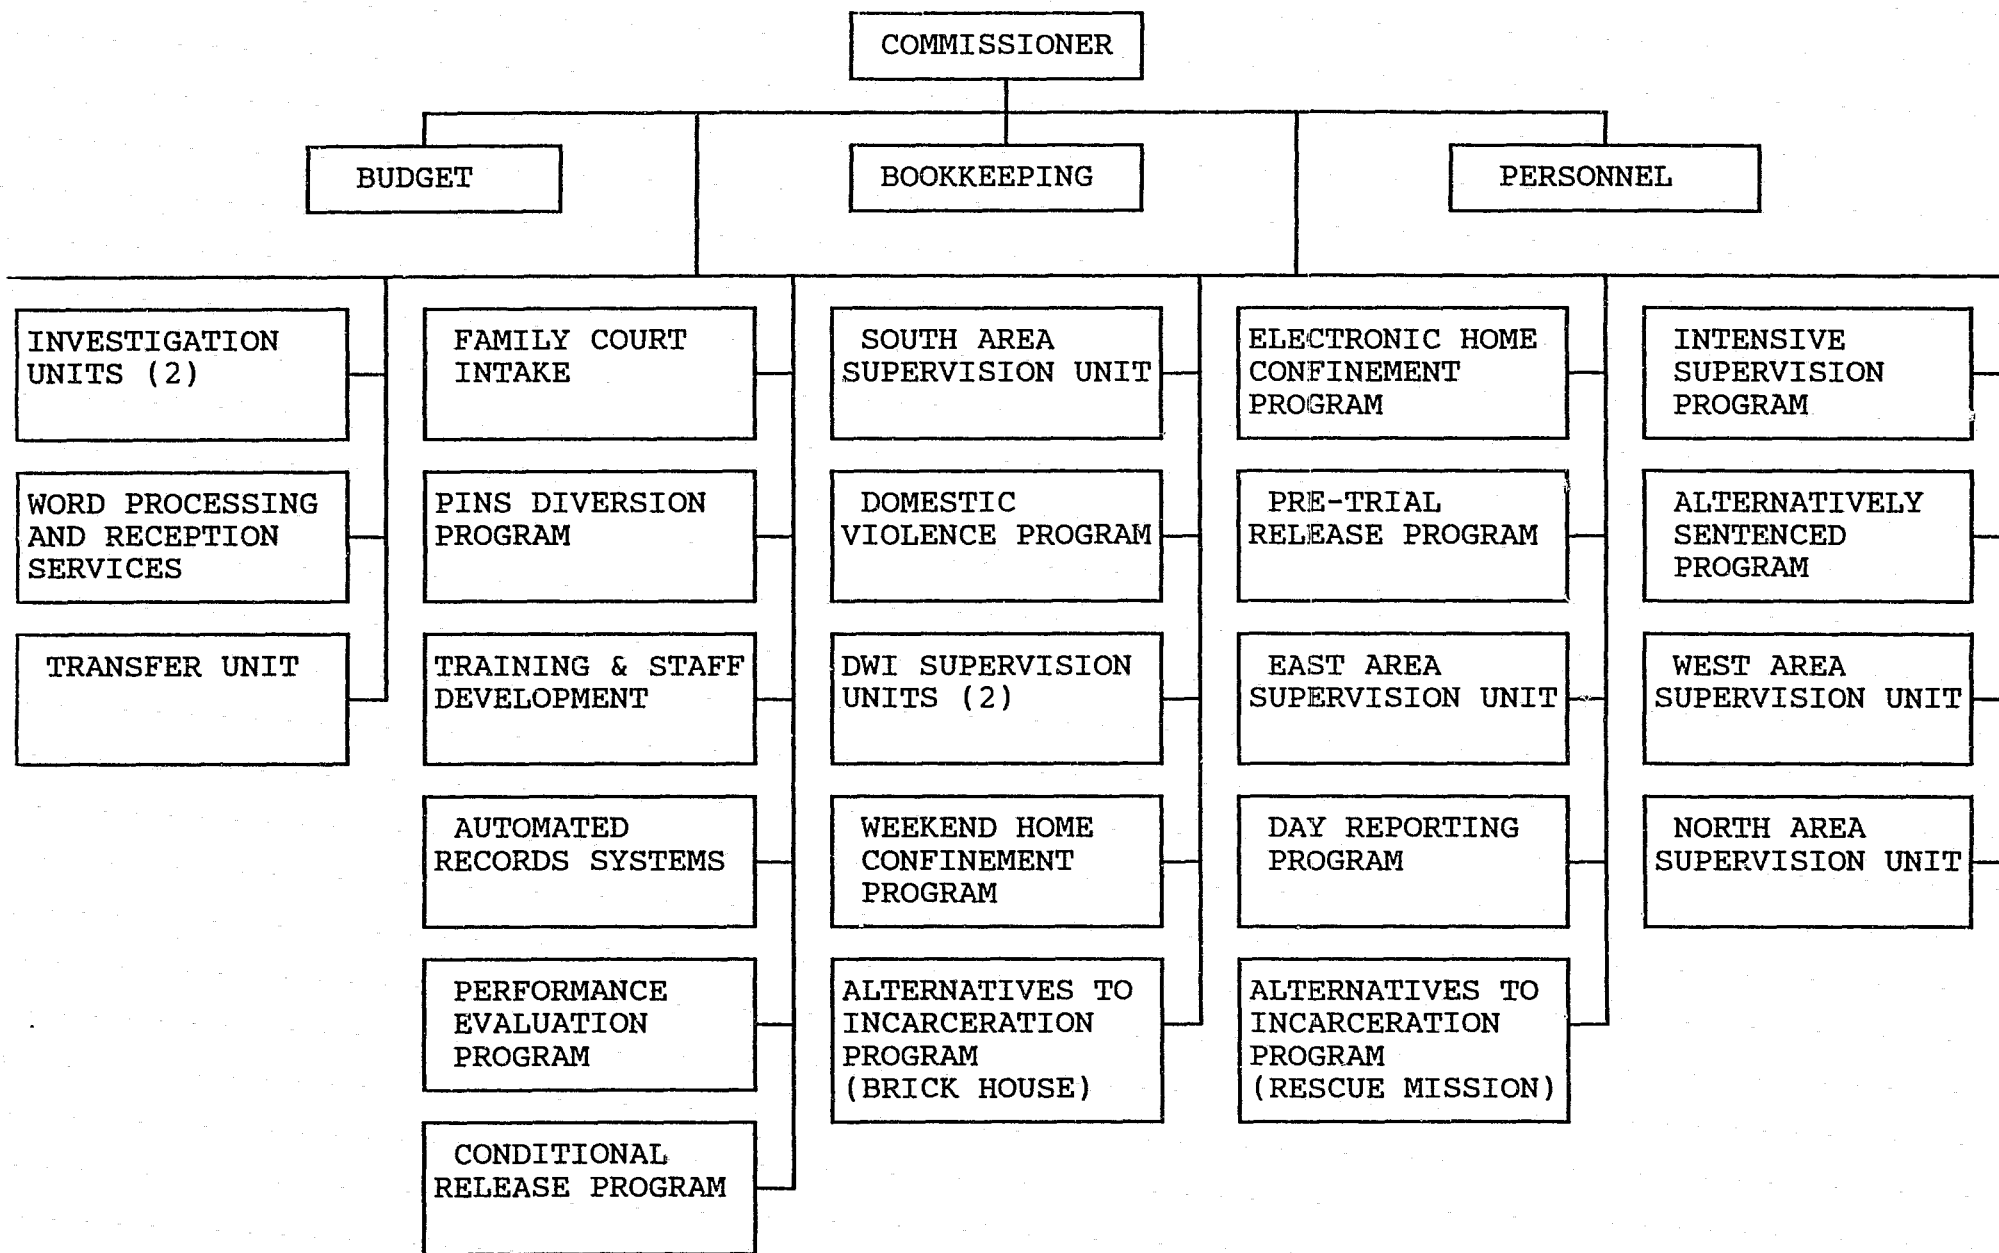 COMMISSIONER
BUDGET
BOOKKEEPING
PERSONNEL
INVESTIGATION
UNITS (2)
WORD PROCESSING
AND RECEPTION
SERVICES
TRANSFER UNIT
FAMILY COURT
INTAKE
PINS DIVERSION
PROGRAM
TRAINING & STAFF
DEVELOPMENT
AUTOMATED
RECORDS SYSTEMS
PERFORMANCE
EVALUATION
PROGRAM
CONDITIONAL
RELEASE PROGRAM
SOUTH AREA
SUPERVISION UNIT
DOMESTIC
VIOLENCE PROGRAM
DWI SUPERVISION
UNITS (2)
WEEKEND HOME
CONFINEMENT
PROGRAM
ALTERNATIVES TO
INCARCERATION
PROGRAM
(BRICK HOUSE)
ELECTRONIC HOME
CONFINEMENT
PROGRAM
PRE-TRIAL
RELEASE PROGRAM
EAST AREA
SUPERVISION UNIT
DAY REPORTING
PROGRAM
ALTERNATIVES TO
INCARCERATION
PROGRAM
(RESCUE MISSION)
INTENSIVE
SUPERVISION
PROGRAM
ALTERNATIVELY
SENTENCED
PROGRAM
WEST AREA
SUPERVISION UNIT
NORTH AREA
SUPERVISION UNIT